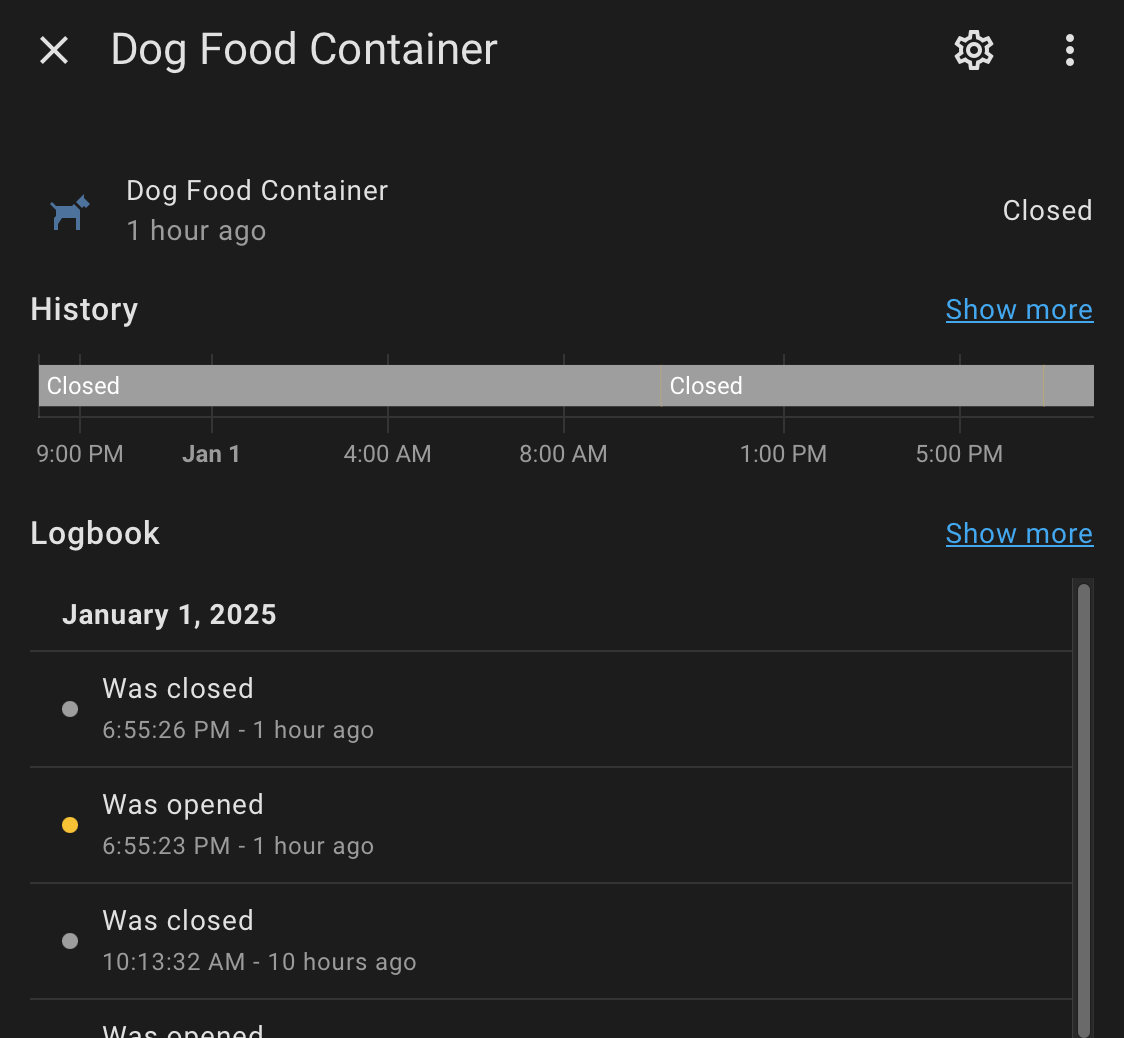 Dog Food Container
Dog Food Container
1 hour ago
Closed
History
Show more
Closed
Closed
9:00 PM
Jan 1
4:00 AM
8:00 AM
1:00 PM
5:00 PM
Logbook
Show more
January 1, 2025
Was closed
6:55:26 PM - 1 hour ago
Was opened
6:55:23 PM - 1 hour ago
Was closed
10:13:32 AM - 10 hours ago
Was opened